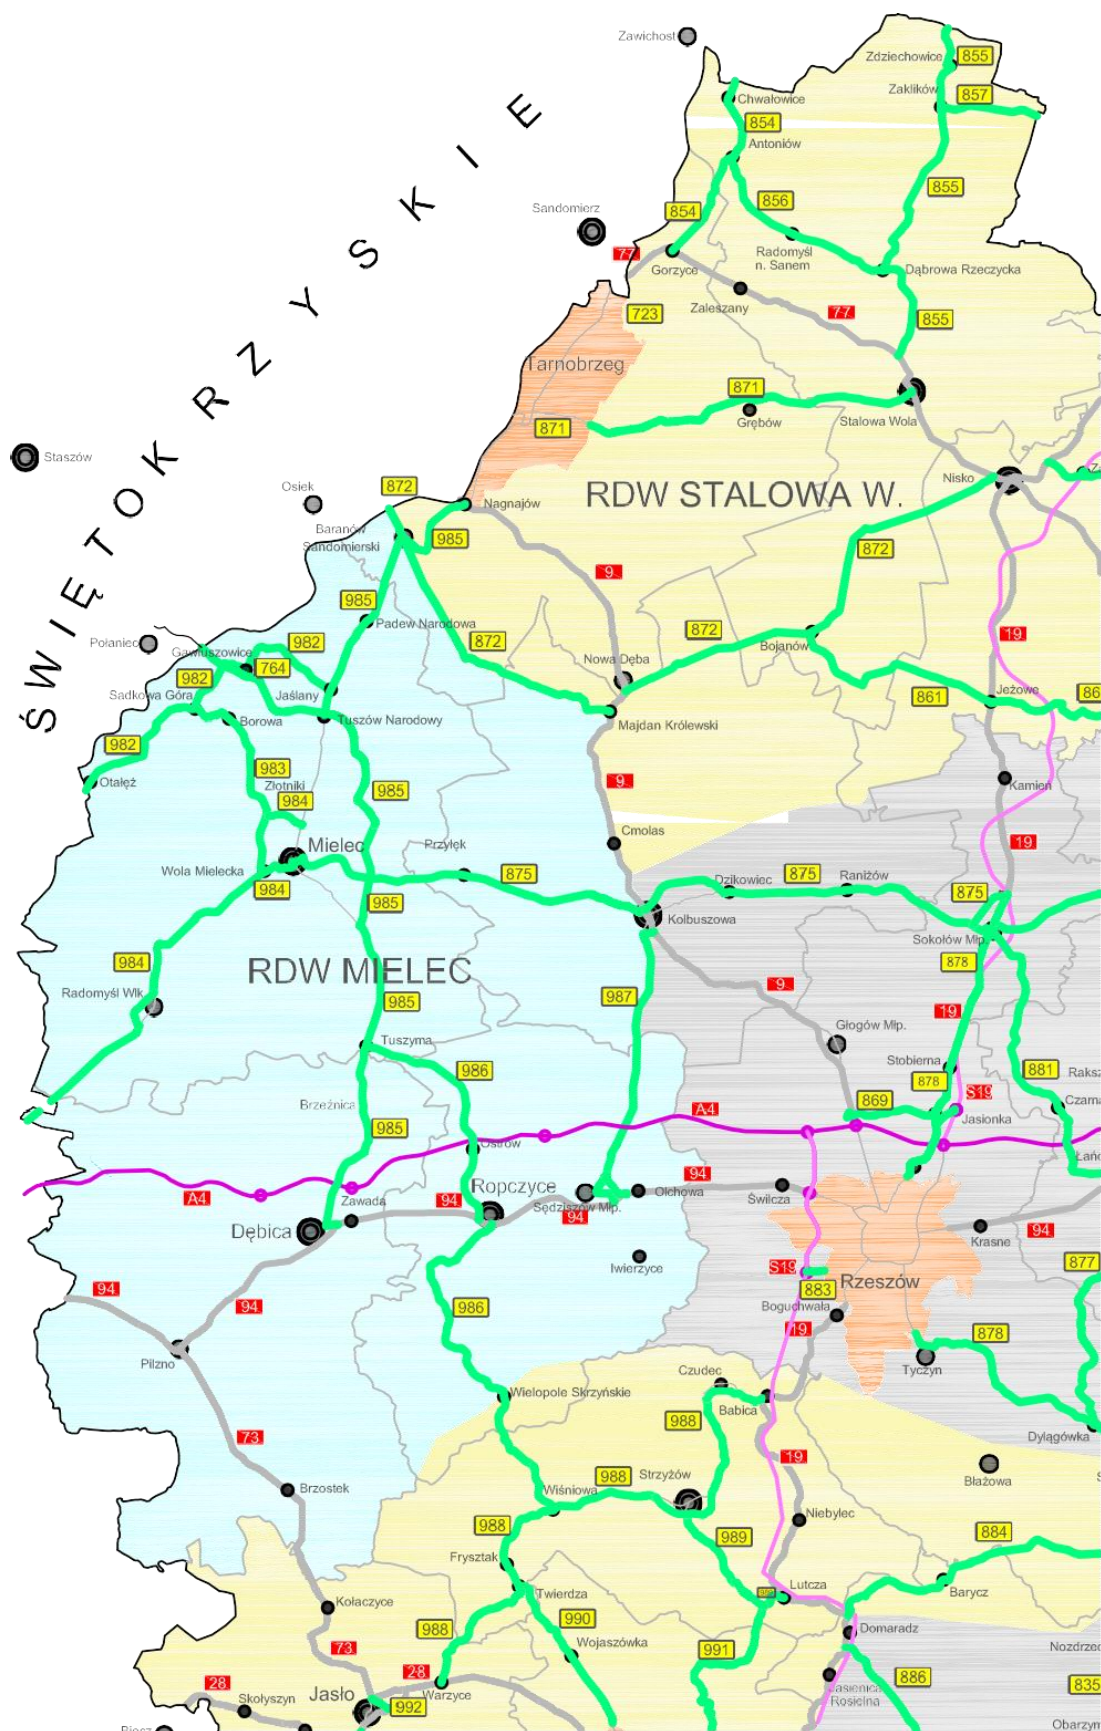 Zawichost
Zdziechowice
855
Zaklików
857
Chwałowice
854
Antoniów
855
856
Sandomierz
854
Radomyśl
n. Sanem
77
Gorzyce
Dąbrowa Rzeczycka
Zaleszany
723
77
855
Tarnobrzeg
871
871
Grębów
Stalowa Wola
ŚWIĘTOKRZYSKIE
Staszów
Osiek
872
Nagnajów
RDW STALOWA W.
Nisko
Baranów
Sandomierski
985
872
9
985
Padew Narodowa
Połaniec
Gawłuszowice
982
872
872
Bojanów
19
764
982
Nowa Dęba
Sadkowa Góra
Jaślany
861
Jeżowe
Borowa
Tuszów Narodowy
Majdan Królewski
982
983
Otałęż
Złotniki
984
985
9
Kamień
Cmolas
19
Mielec
Przyłęk
Wola Mielecka
984
875
Dzikowiec
875
Raniżów
875
985
Kolbuszowa
Sokołów Młp.
984
RDW MIELEC
878
9
Radomyśl Wlk
985
987
19
Głogów Młp.
Tuszyma
Stobierna
986
881
878
Brzeźnica
869
S19
A4
Jasionka
985
Ostrów
A4
94
Ropczyce
Zawada
94
Olchowa
Świlcza
Sędziszów Młp.
94
Dębica
94
Krasne
Iwierzyce
S19
877
94
Rzeszów
883
986
94
Boguchwała
19
878
Pilzno
Tyczyn
Czudec
Wielopole Skrzyńskie
Babica
988
Dylągówka
73
19
Strzyżów
988
Błażowa
Brzostek
Wiśniowa
988
Niebylec
989
884
Frysztak
Twierdza
Lutcza
Barycz
Kołaczyce
990
988
Domaradz
Wojaszówka
991
73
28
Warzyce
886
835
28
Jasło
Skołyszyn
992
Jasienica
Rosielna